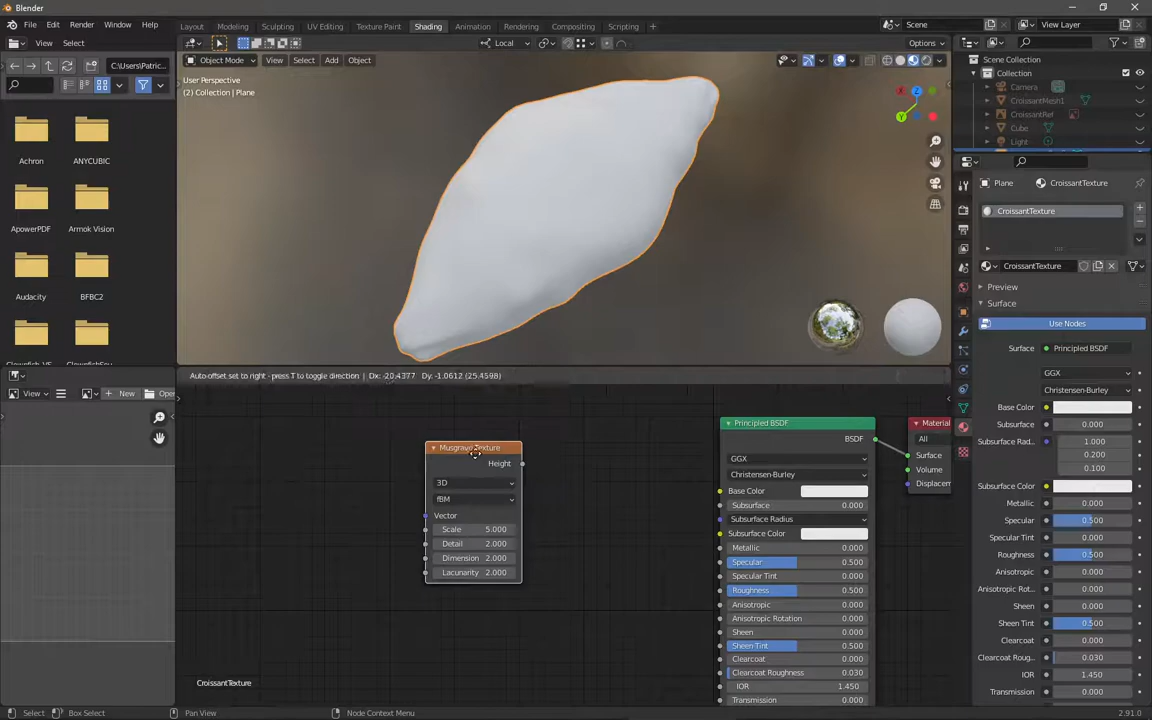 Blender
File Edit Render Window Help
Layout Modeling Sculpting UV Editing Texture Paint Shading Animation Rendering Compositing Scripting
Scene
View Layer
View Select
Local
Options
C:\Users\Patric...
Object Mode View Select Add Object
User Perspective
(2) Collection | Plane
Achron
ANYCUBIC
ApowerPDF
Armok Vision
Audacity
BFBC2
Scene Collection
Collection
Camera
CroissantMesh1
CroissantRef
Cube
Light
Plane
CroissantTexture
CroissantTexture
CroissantTexture
Preview
Surface
Use Nodes
Surface Principled BSDF
GGX
Christensen-Burley
Base Color
Subsurface 0.000
Subsurface Rad... 1.000
0.200
0.100
Subsurface Color
Metallic 0.000
Specular 0.500
Specular Tint 0.000
Roughness 0.500
Anisotropic 0.000
Anisotropic Rot... 0.000
Sheen 0.000
Sheen Tint 0.500
Clearcoat 0.000
Clearcoat Roug... 0.030
IOR 1.450
Transmission 0.000
Auto-offset set to right - press T to toggle direction | Dx: -20.4377 Dy: -1.0612 (25.4598)
View
New
Open
Musgrave Texture
Height
3D
fBM
Vector
Scale 5.000
Detail 2.000
Dimension 2.000
Lacunarity 2.000
Principled BSDF
BSDF
GGX
Christensen-Burley
Base Color
Subsurface 0.000
Subsurface Radius
Subsurface Color
Metallic 0.000
Specular 0.500
Specular Tint 0.000
Roughness 0.500
Anisotropic 0.000
Anisotropic Rotation 0.000
Sheen 0.000
Sheen Tint 0.500
Clearcoat 0.000
Clearcoat Roughness 0.030
IOR 1.450
Transmission 0.000
Material
All
Surface
Volume
Displacem
CroissantTexture
Select
Box Select
Pan View
Node Context Menu
2.91.0